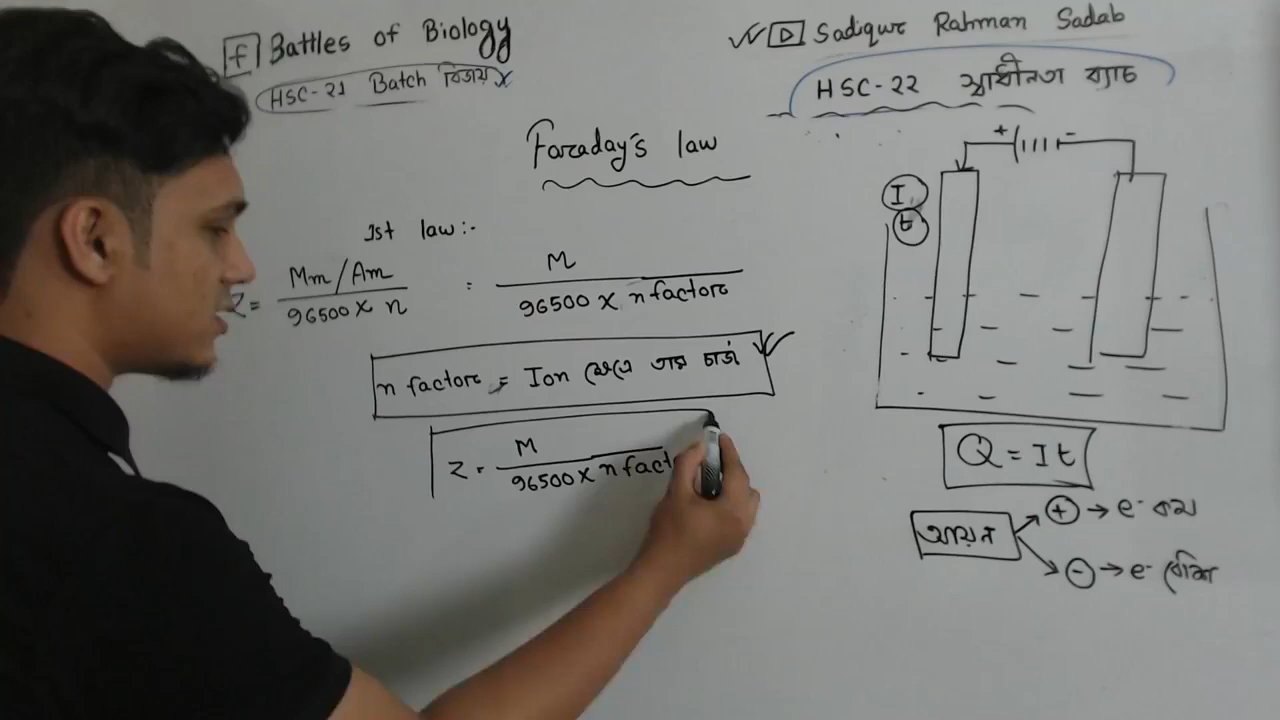 f Battles of Biology
HSC-21 Batch বিজয়
Sadiqur Rahman Sadab
HSC-22 স্বাধীনতা ব্যাচ
Faraday's law
1st law:-
Z = Mm/Am / 96500 × n = M / 96500 × n factor
n factor = Ion এর চার্জ
Z = M / 96500 × n fact
+ -
I
t
Q = It
আয়ন
+ → e⁻ কম
- → e⁻ বেশি